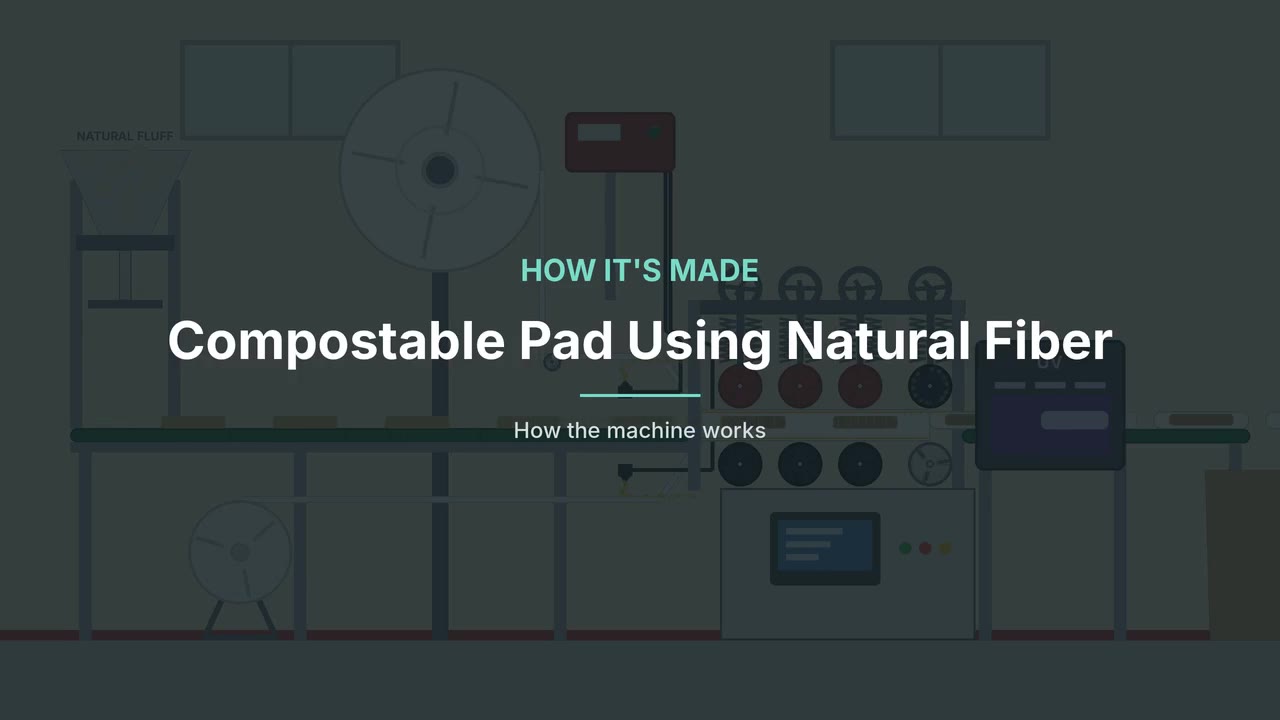 NATURAL FLUFF
HOW IT'S MADE
Compostable Pad Using Natural Fiber
UV
How the machine works